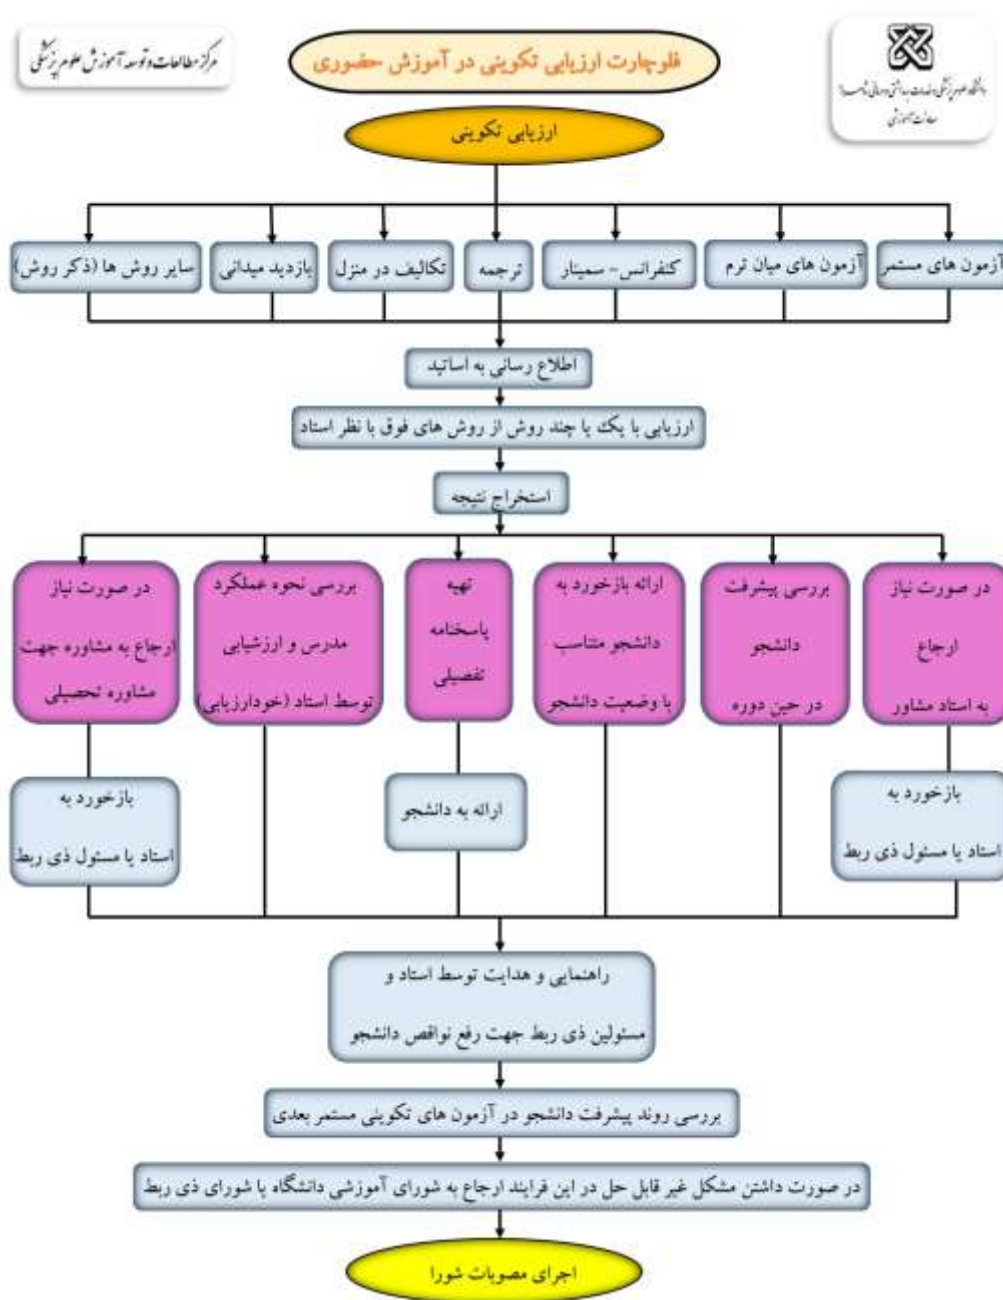 مرکز مطالعات و توسعه آموزش علوم پزشکی
فلوچارت ارزیابی تکوینی در آموزش حضوری
دانشگاه علوم پزشکی و خدمات بهداشتی درمانی
معاونت آموزشی
ارزیابی تکوینی
آزمون های مستمر
آزمون های میان ترم
کنفرانس- سمینار
ترجمه
تکالیف در منزل
بازدید میدانی
سایر روش ها (ذکر روش)
اطلاع رسانی به اساتید
ارزیابی با یک یا چند روش از روش های فوق با نظر استاد
استخراج نتیجه
در صورت نیاز
ارجاع
به استاد مشاور
بررسی پیشرفت
دانشجو
در حین دوره
ارائه بازخورد به
دانشجو متناسب
با وضعیت دانشجو
تهیه
پاسخنامه
تفصیلی
بررسی نحوه عملکرد
مدرس و ارزشیابی
توسط استاد (خودارزیابی)
در صورت نیاز
ارجاع به مشاوره جهت
مشاوره تحصیلی
بازخورد به
استاد یا مسئول ذی ربط
ارائه به دانشجو
بازخورد به
استاد یا مسئول ذی ربط
راهنمایی و هدایت توسط استاد و
مسئولین ذی ربط جهت رفع نواقص دانشجو
بررسی روند پیشرفت دانشجو در آزمون های تکوینی مستمر بعدی
در صورت داشتن مشکل غیر قابل حل در این فرایند ارجاع به شورای آموزشی دانشگاه یا شورای ذی ربط
اجرای مصوبات شورا